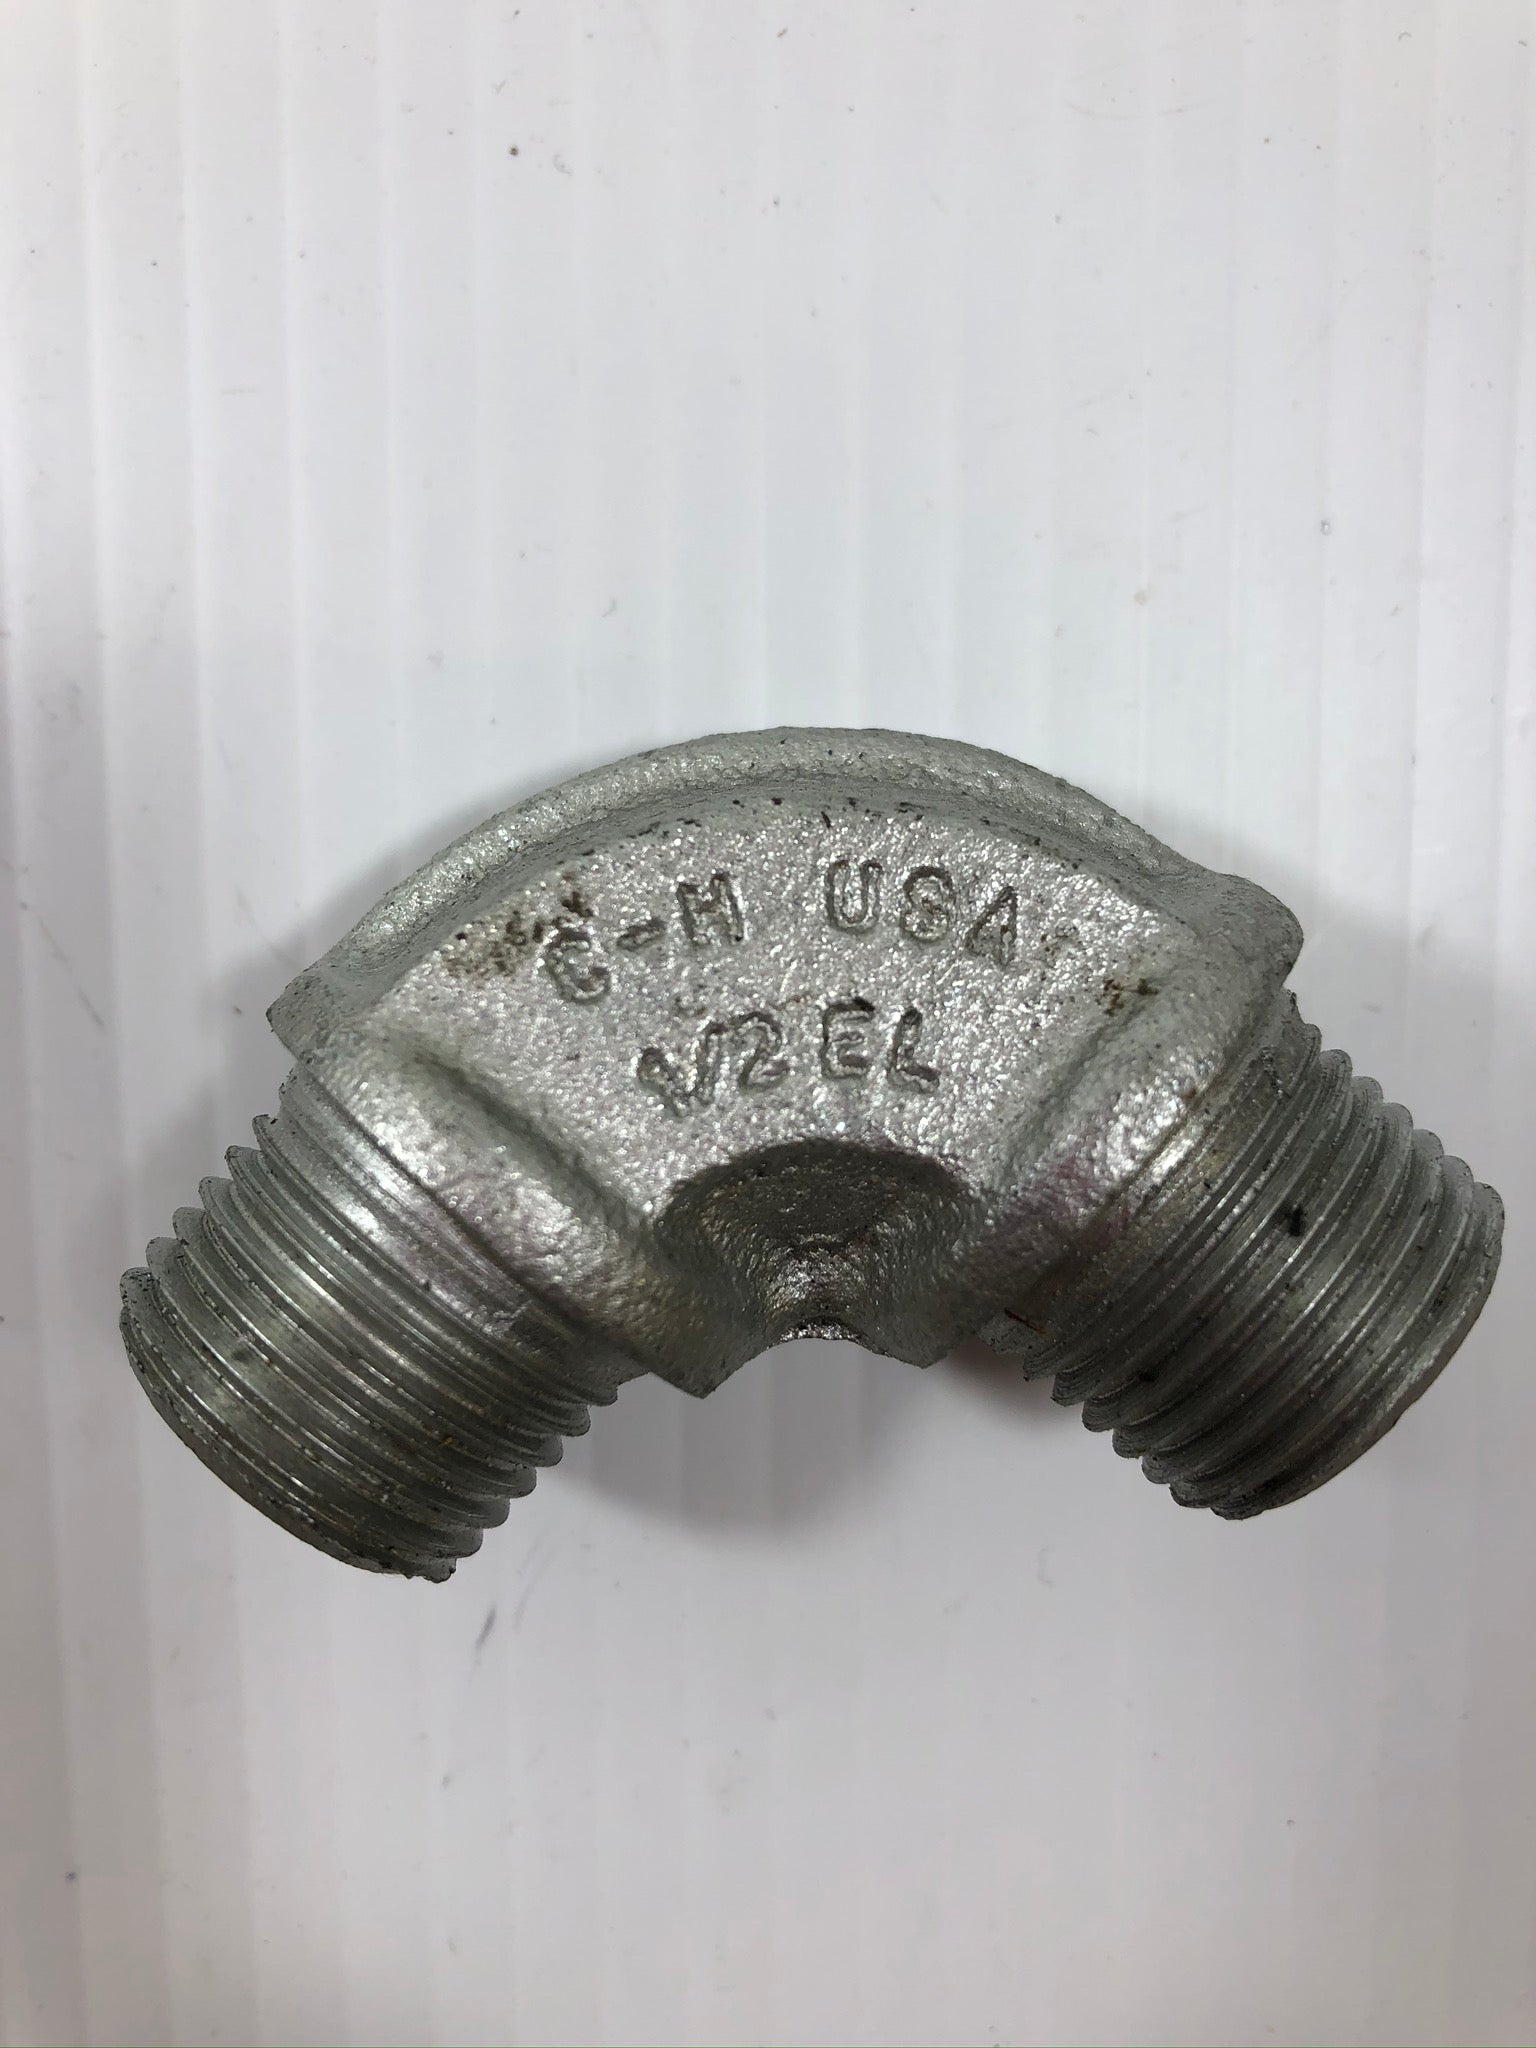 C-H USA
1/2 EL